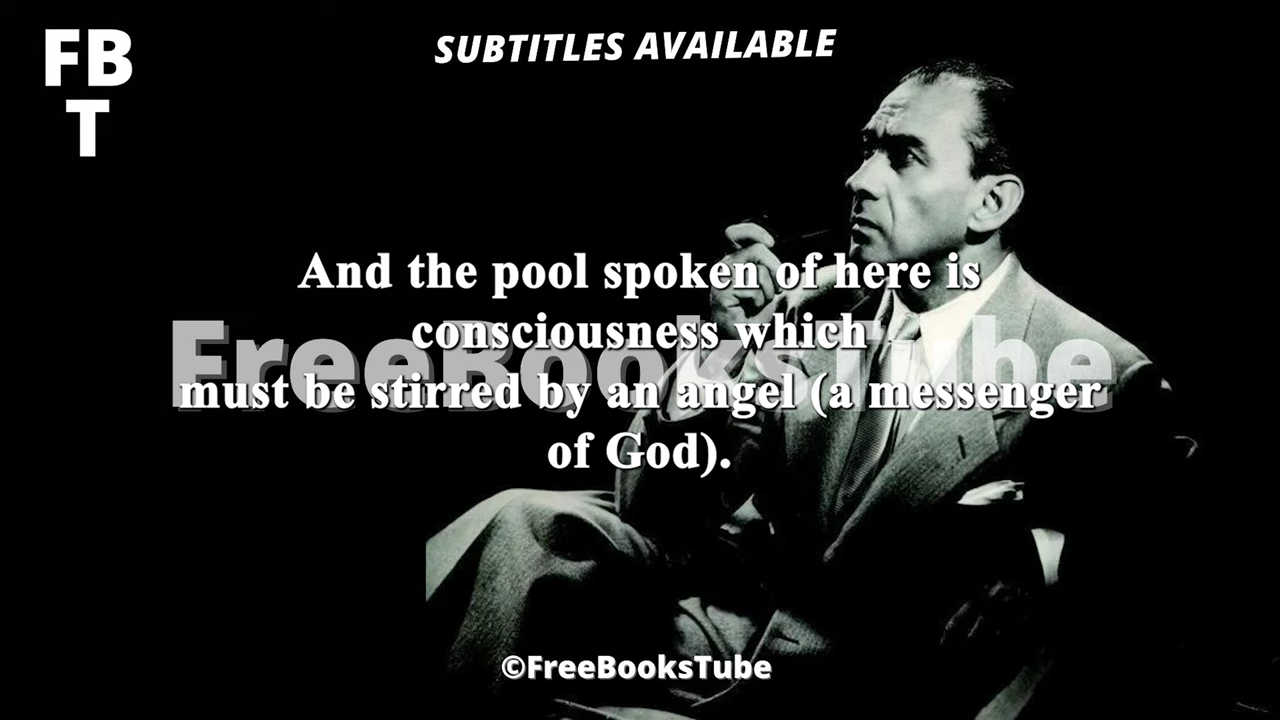 FB
T
SUBTITLES AVAILABLE
And the pool spoken of here is
consciousness which
FreeBooksTube
must be stirred by an angel (a messenger
of God).
©FreeBooksTube